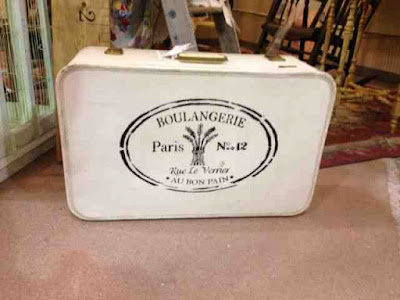 BOULANGERIE
Paris No. 12
Rue Le Verrier
• AU BON PAIN •